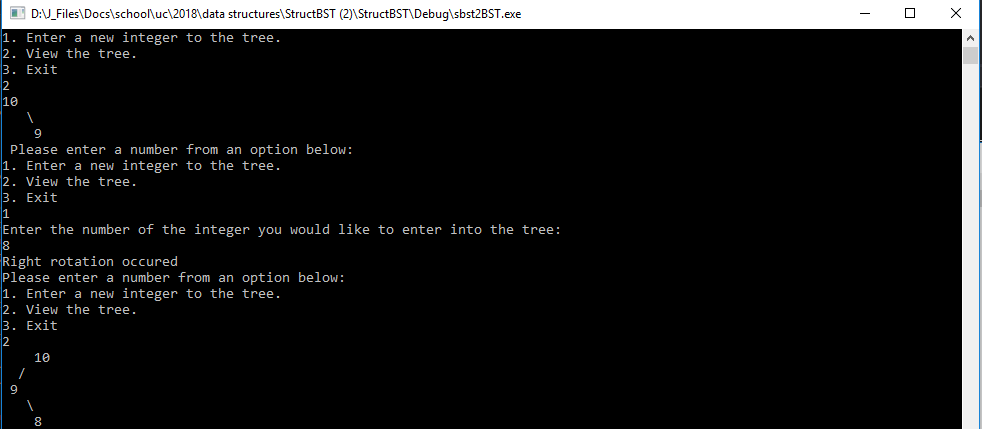 D:\J_Files\Docs\school\uc\2018\data structures\StructBST (2)\StructBST\Debug\sbst2BST.exe
1. Enter a new integer to the tree.
2. View the tree.
3. Exit
2
10
\
9
Please enter a number from an option below:
1. Enter a new integer to the tree.
2. View the tree.
3. Exit
1
Enter the number of the integer you would like to enter into the tree:
8
Right rotation occured
Please enter a number from an option below:
1. Enter a new integer to the tree.
2. View the tree.
3. Exit
2
10
/
9
\
8